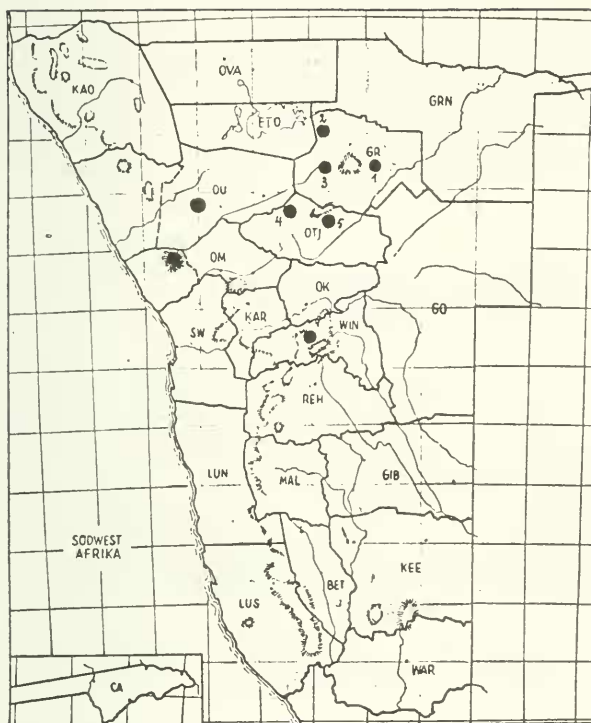 OVA
KAO
GRN
ETO
2
GR
3
1
OU
4
5
OTJ
OM
OK
GO
SW
KAR
WIN
REH
LUN
MAL
GIB
SÜDWEST
AFRIKA
BET
KEE
LUS
WAR
CA